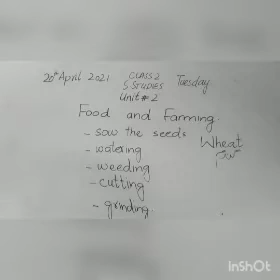 20th April 2021 CLASS 2 Tuesday
S STUDIES
Unit # 2
Food and Farming.
- sow the seeds Wheat
- watering
- weeding
- cutting
- grinding.
InShOt